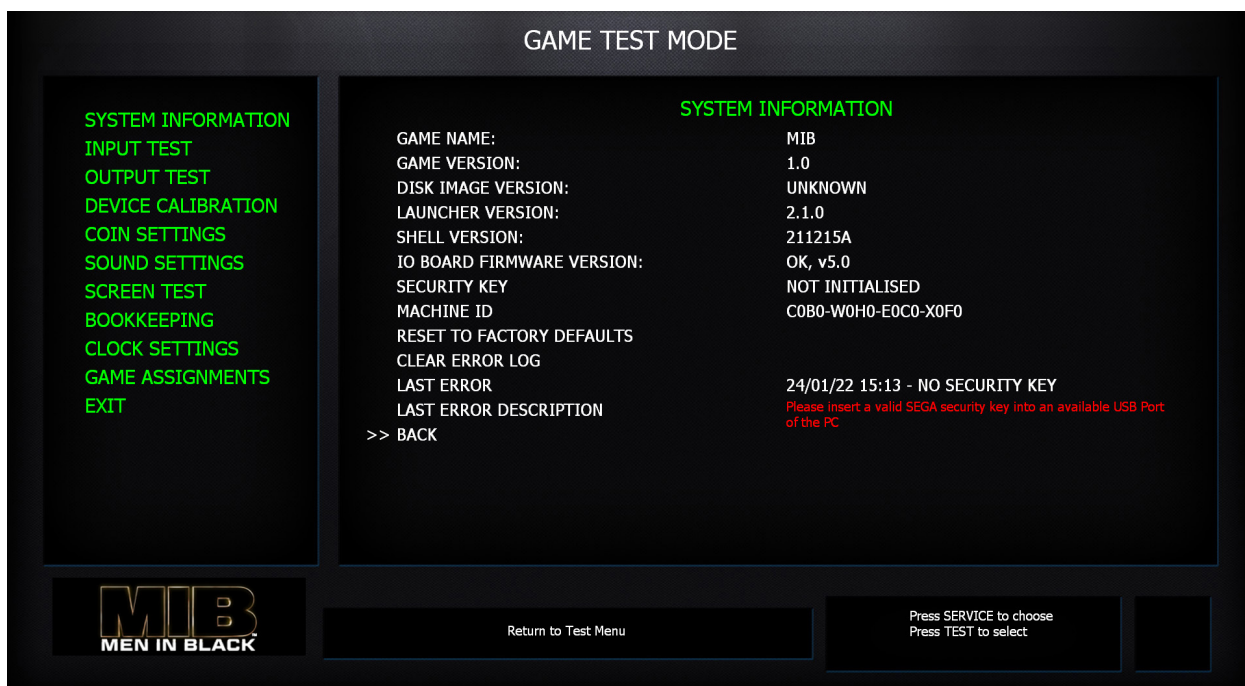 GAME TEST MODE
SYSTEM INFORMATION
INPUT TEST
OUTPUT TEST
DEVICE CALIBRATION
COIN SETTINGS
SOUND SETTINGS
SCREEN TEST
BOOKKEEPING
CLOCK SETTINGS
GAME ASSIGNMENTS
EXIT
SYSTEM INFORMATION
GAME NAME: MIB
GAME VERSION: 1.0
DISK IMAGE VERSION: UNKNOWN
LAUNCHER VERSION: 2.1.0
SHELL VERSION: 211215A
IO BOARD FIRMWARE VERSION: OK, v5.0
SECURITY KEY NOT INITIALISED
MACHINE ID C0B0-W0H0-E0C0-X0F0
RESET TO FACTORY DEFAULTS
CLEAR ERROR LOG
LAST ERROR 24/01/22 15:13 - NO SECURITY KEY
LAST ERROR DESCRIPTION Please insert a valid SEGA security key into an available USB Port
of the PC
>> BACK
MIB
MEN IN BLACK™
Return to Test Menu
Press SERVICE to choose
Press TEST to select